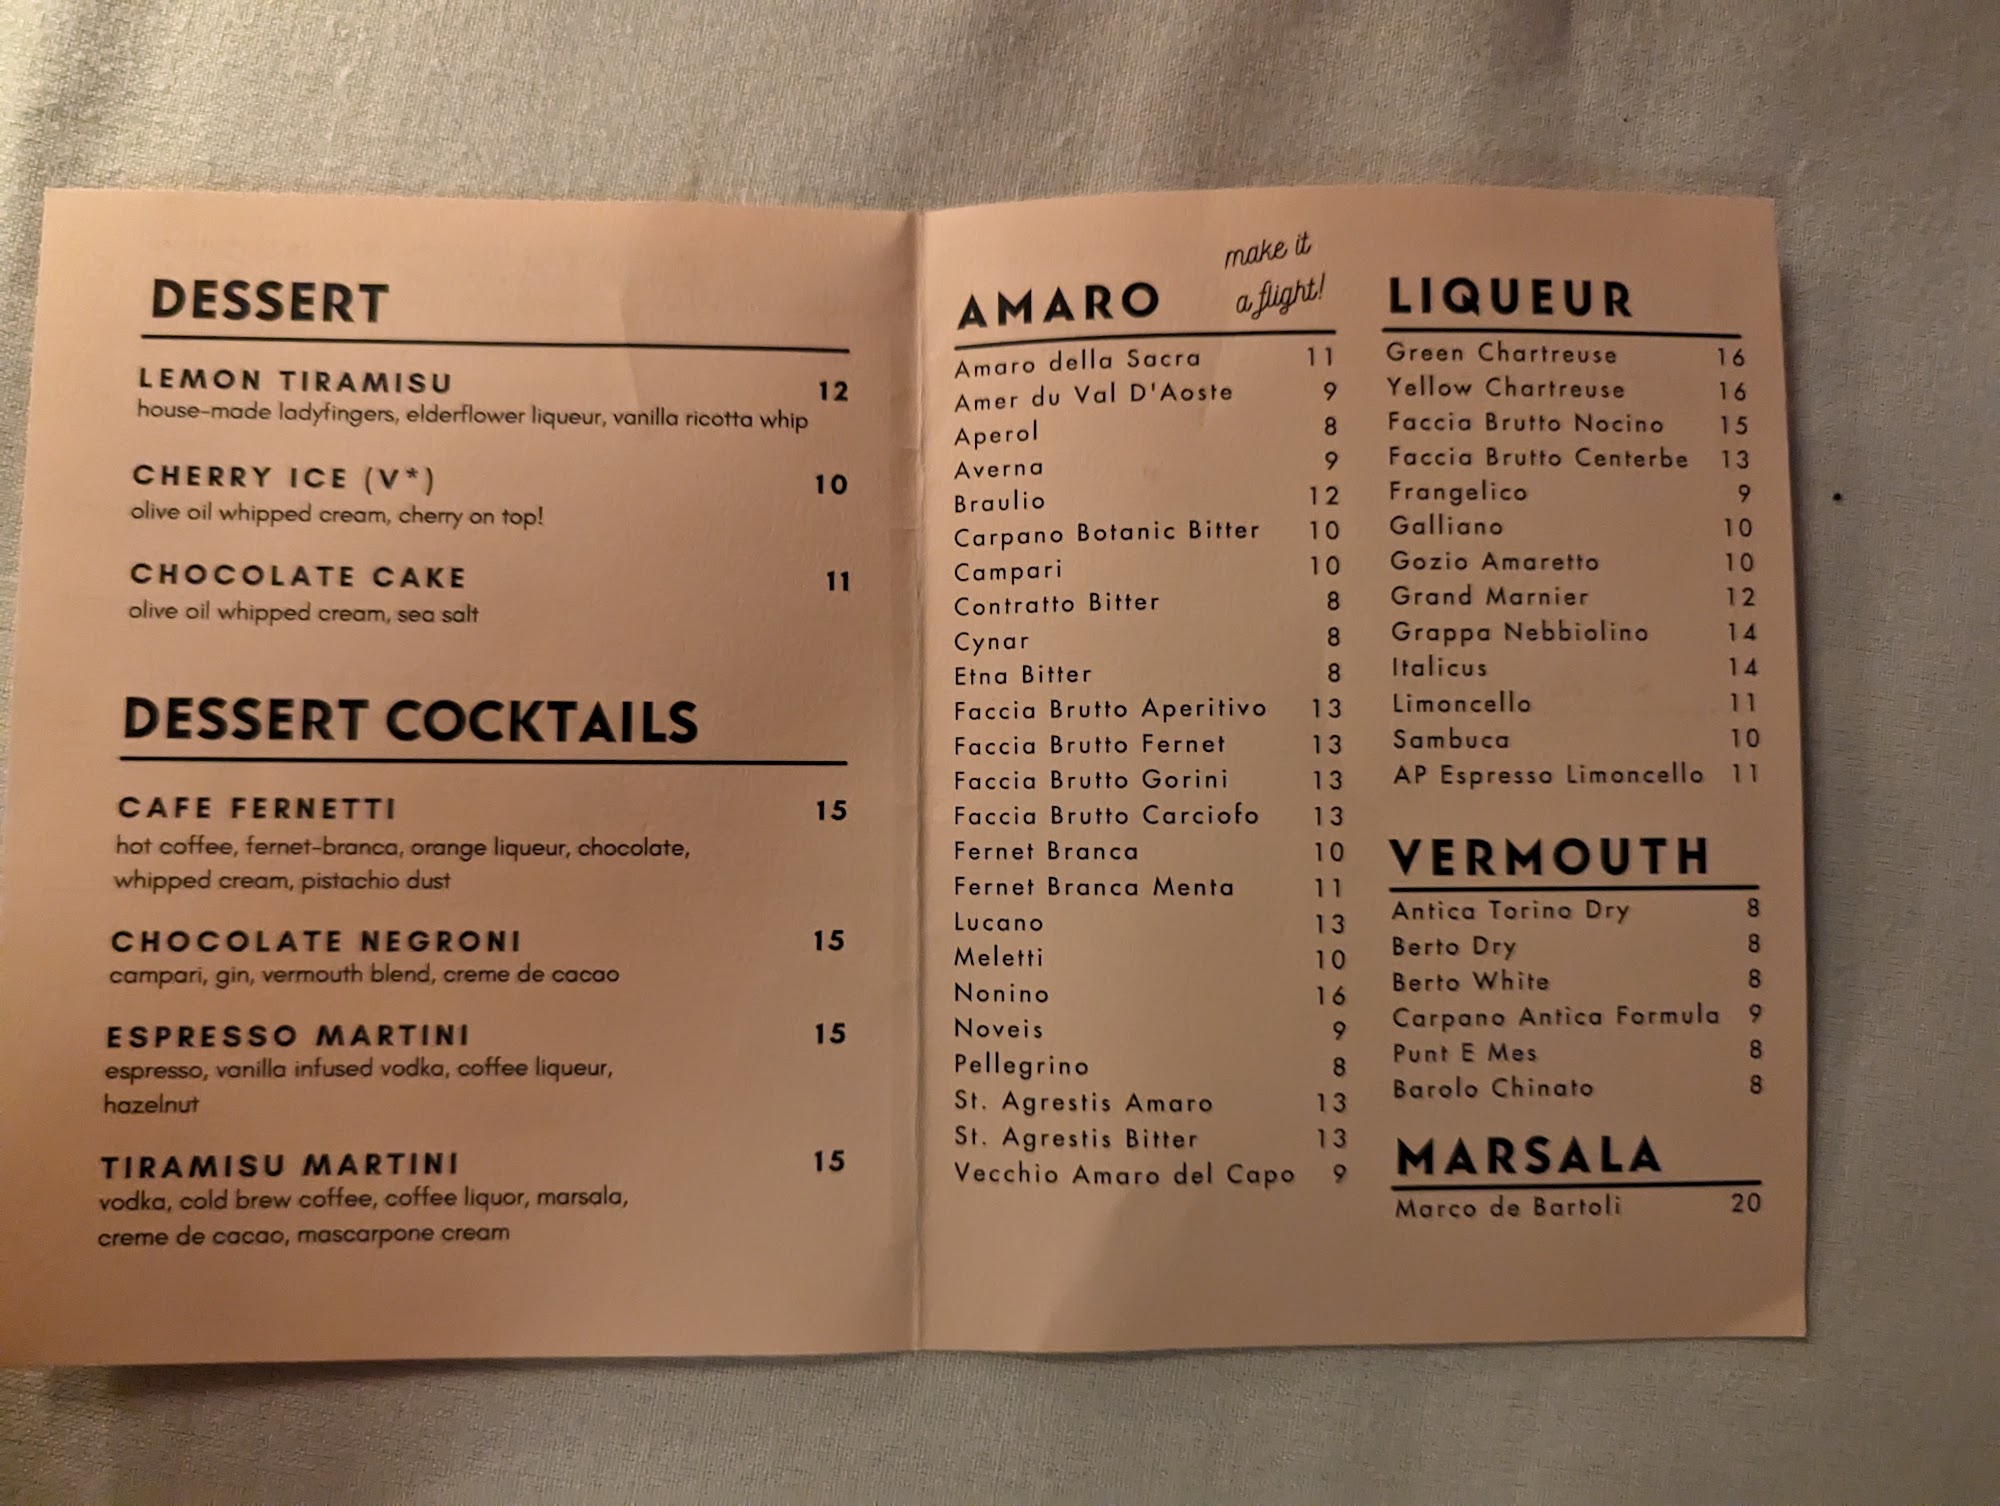 DESSERT
LEMON TIRAMISU 12
house-made ladyfingers, elderflower liqueur, vanilla ricotta whip
CHERRY ICE (V*) 10
olive oil whipped cream, cherry on top!
CHOCOLATE CAKE 11
olive oil whipped cream, sea salt
DESSERT COCKTAILS
CAFE FERNETTI 15
hot coffee, fernet-branca, orange liqueur, chocolate,
whipped cream, pistachio dust
CHOCOLATE NEGRONI 15
campari, gin, vermouth blend, creme de cacao
ESPRESSO MARTINI 15
espresso, vanilla infused vodka, coffee liqueur,
hazelnut
TIRAMISU MARTINI 15
vodka, cold brew coffee, coffee liquor, marsala,
creme de cacao, mascarpone cream
AMARO
make it
a flight!
Amaro della Sacra 11
Amer du Val D'Aoste 9
Aperol 8
Averna 9
Braulio 12
Carpano Botanic Bitter 10
Campari 10
Contratto Bitter 8
Cynar 8
Etna Bitter 8
Faccia Brutto Aperitivo 13
Faccia Brutto Fernet 13
Faccia Brutto Gorini 13
Faccia Brutto Carciofo 13
Fernet Branca 10
Fernet Branca Menta 11
Lucano 13
Meletti 10
Nonino 16
Noveis 9
Pellegrino 8
St. Agrestis Amaro 13
St. Agrestis Bitter 13
Vecchio Amaro del Capo 9
LIQUEUR
Green Chartreuse 16
Yellow Chartreuse 16
Faccia Brutto Nocino 15
Faccia Brutto Centerbe 13
Frangelico 9
Galliano 10
Gozio Amaretto 10
Grand Marnier 12
Grappa Nebbiolino 14
Italicus 14
Limoncello 11
Sambuca 10
AP Espresso Limoncello 11
VERMOUTH
Antica Torino Dry 8
Berto Dry 8
Berto White 8
Carpano Antica Formula 9
Punt E Mes 8
Barolo Chinato 8
MARSALA
Marco de Bartoli 20